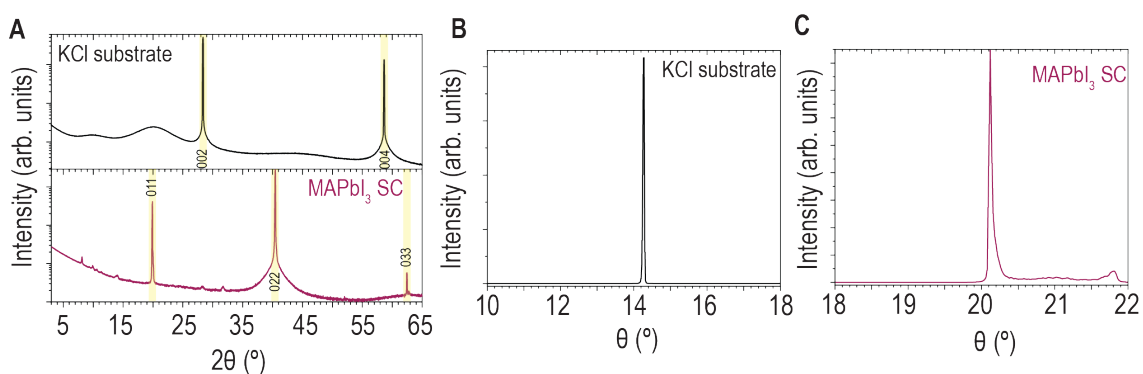 A
KCl substrate
002
004
MAPbI₃ SC
011
022
033
Intensity (arb. units)
5 15 25 35 45 55 65
2θ (º)
B
KCl substrate
Intensity (arb. units)
10 12 14 16 18
θ (º)
C
MAPbI₃ SC
Intensity (arb. units)
18 19 20 21 22
θ (º)